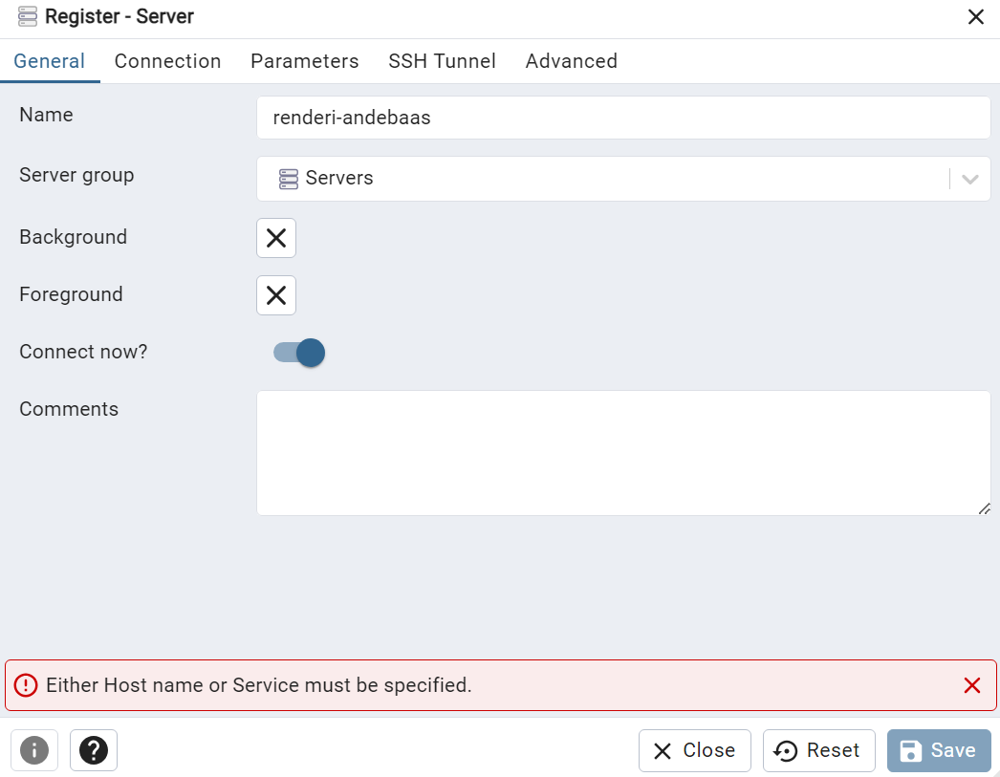 Register - Server
General Connection Parameters SSH Tunnel Advanced
Name renderi-andebaas
Server group Servers
Background
Foreground
Connect now?
Comments
Either Host name or Service must be specified.
Close Reset Save